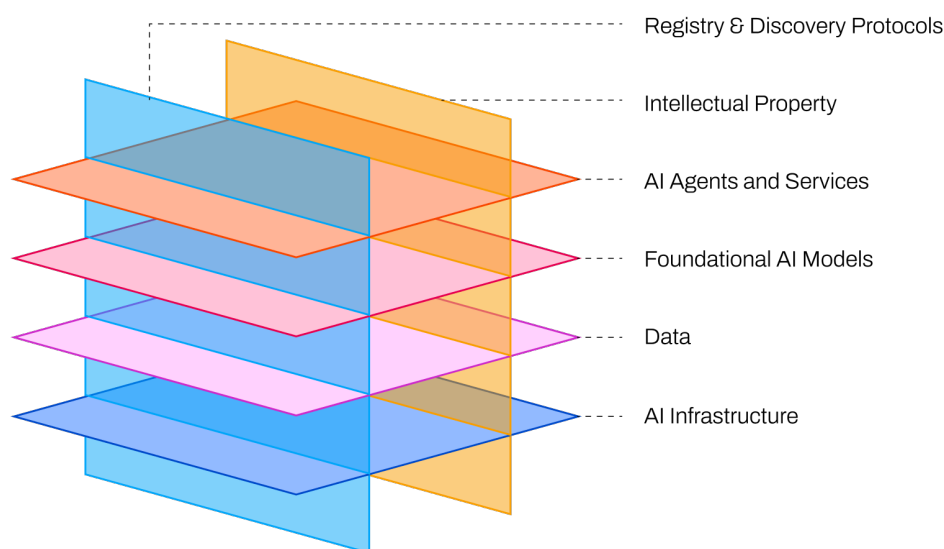 Registry & Discovery Protocols
Intellectual Property
AI Agents and Services
Foundational AI Models
Data
AI Infrastructure